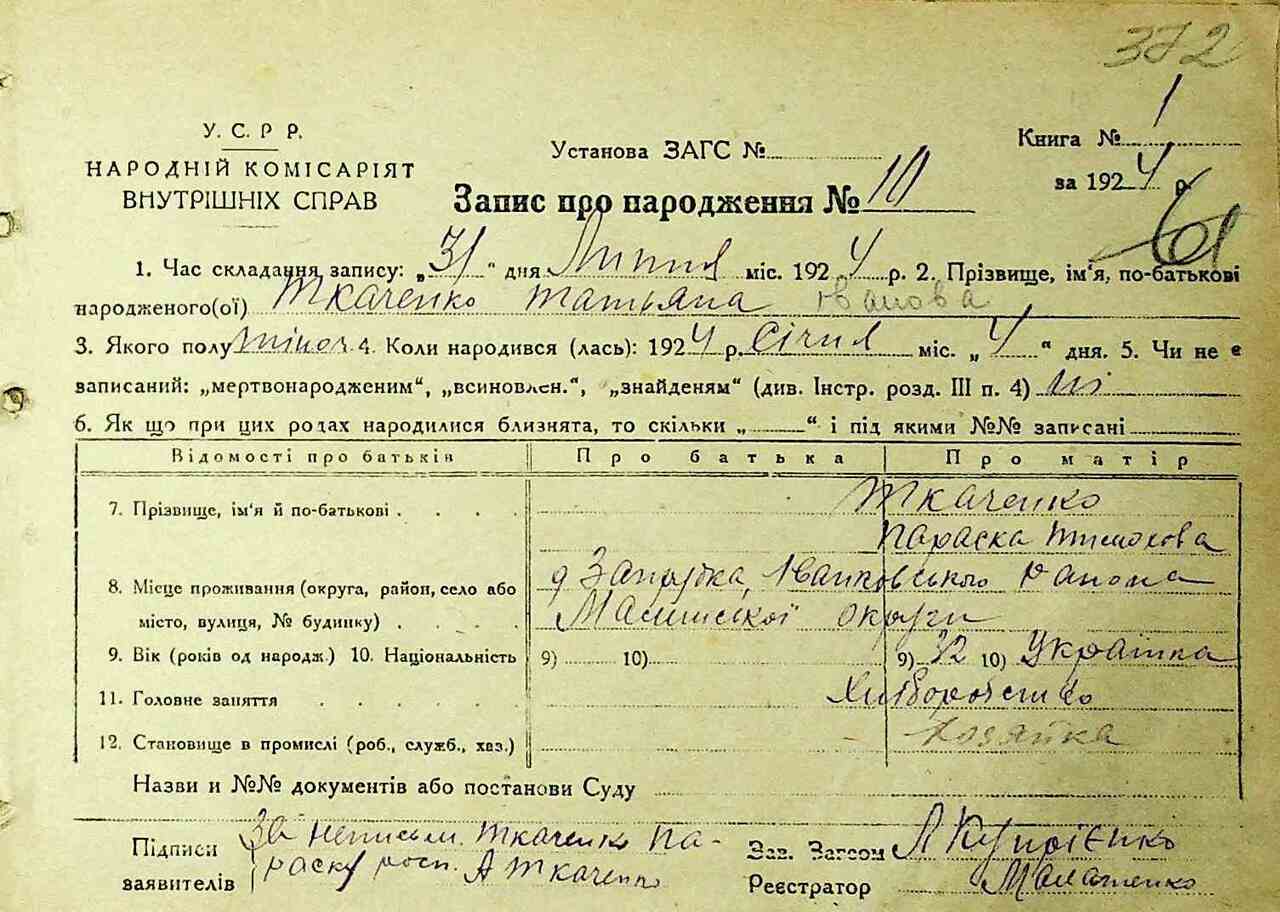 372
У. С. Р Р.
НАРОДНІЙ КОМІСАРІЯТ
ВНУТРІШНІХ СПРАВ
Установа ЗАГС №
Книга № 1
за 1924 р.
Запис про народження № 10
1. Час складання запису: „31“ дня Липня міс. 1924 р. 2. Прізвище, ім'я, по-батькові
народженого(ої) Ткаченко Татьяна Іванова
3. Якого полу жіноч. 4. Коли народився (лась): 1924 р. Січня міс. „4“ дня. 5. Чи не є
записаний: „мертвонародженим“, „всиновлен.“, „знайденям“ (див. Інстр. розд. III п. 4) ні
6. Як що при цих родах народилися близнята, то скільки „ “ і під якими №№ записані
Відомості про батьків Про батька Про матір
7. Прізвище, ім'я й по-батькові . . . . Ткаченко
Параска Тимохова
8. Місце проживання (округа, район, село або Іванковського района
місто, вулиця, № будинку) . . . . округи
9. Вік (років од народж.) 10. Національність 9) 10) 9) 32 10) Українка
11. Головне заняття . . . . . Хліборобство
12. Становище в промислі (роб., служб., хаз.) Хозяйка
Назви и №№ документів або постанови Суду
Підписи За неписьм. Ткаченко Па-
заявителів раску росп. А Ткаченко
Зав. Загсом
Реєстратор